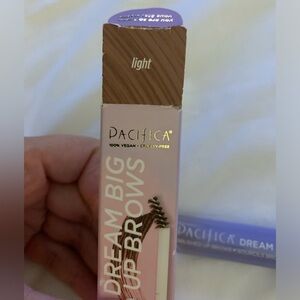 light
PACIFICA®
100% VEGAN • CRUELTY-FREE
DREAM BIG
UP BROWS
PACIFICA DREAM